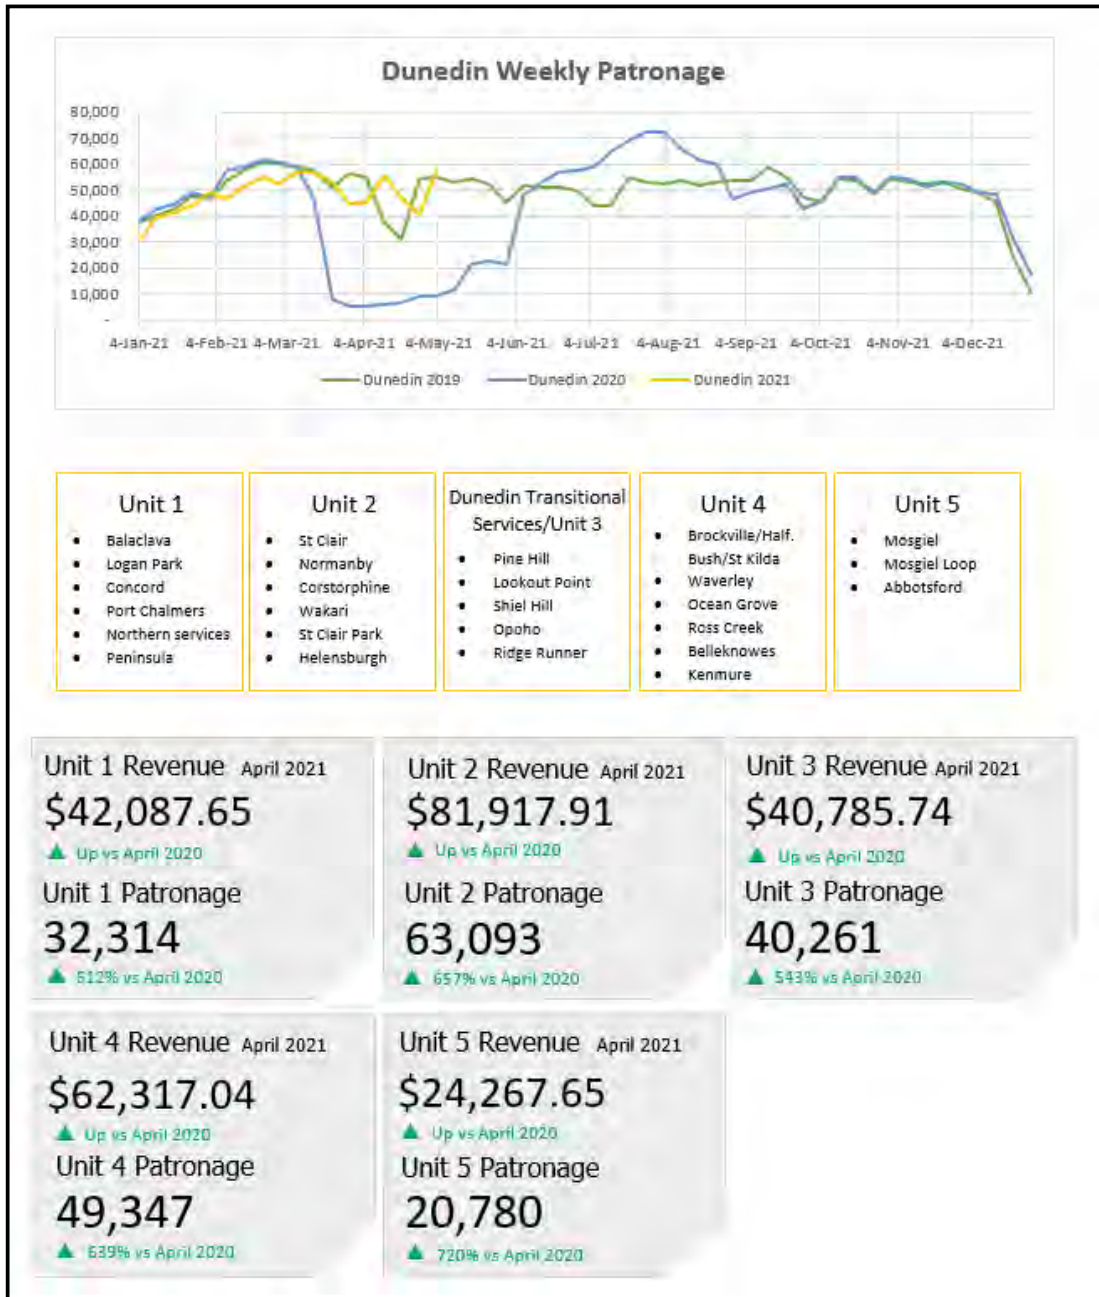 Dunedin Weekly Patronage
80,000
70,000
60,000
50,000
40,000
30,000
20,000
10,000
-
4-Jan-21 4-Feb-21 4-Mar-21 4-Apr-21 4-May-21 4-Jun-21 4-Jul-21 4-Aug-21 4-Sep-21 4-Oct-21 4-Nov-21 4-Dec-21
Dunedin 2019 Dunedin 2020 Dunedin 2021
Unit 1
• Balaclava
• Logan Park
• Concord
• Port Chalmers
• Northern services
• Peninsula
Unit 2
• St Clair
• Normanby
• Corstorphine
• Wakari
• St Clair Park
• Helensburgh
Dunedin Transitional
Services/Unit 3
• Pine Hill
• Lookout Point
• Shiel Hill
• Opoho
• Ridge Runner
Unit 4
• Brockville/Half.
Bush/St Kilda
• Waverley
• Ocean Grove
• Ross Creek
• Belleknowes
• Kenmure
Unit 5
• Mosgiel
• Mosgiel Loop
• Abbotsford
Unit 1 Revenue April 2021
$42,087.65
▲ Up vs April 2020
Unit 1 Patronage
32,314
▲ 612% vs April 2020
Unit 2 Revenue April 2021
$81,917.91
▲ Up vs April 2020
Unit 2 Patronage
63,093
▲ 657% vs April 2020
Unit 3 Revenue April 2021
$40,785.74
▲ Up vs April 2020
Unit 3 Patronage
40,261
▲ 543% vs April 2020
Unit 4 Revenue April 2021
$62,317.04
▲ Up vs April 2020
Unit 4 Patronage
49,347
▲ 639% vs April 2020
Unit 5 Revenue April 2021
$24,267.65
▲ Up vs April 2020
Unit 5 Patronage
20,780
▲ 720% vs April 2020